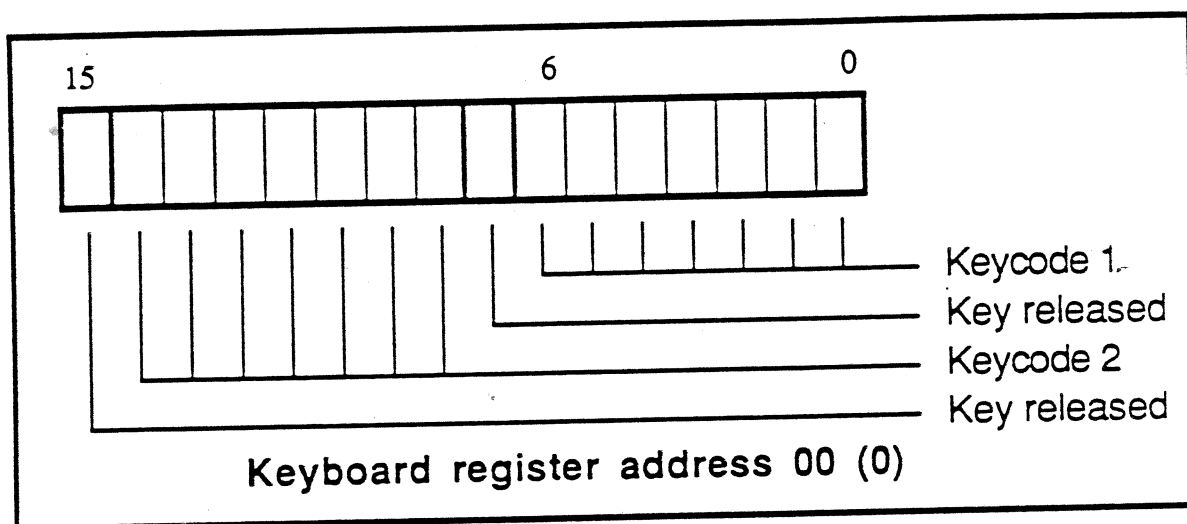 15 6 0
Keycode 1
Key released
Keycode 2
Key released
Keyboard register address 00 (0)